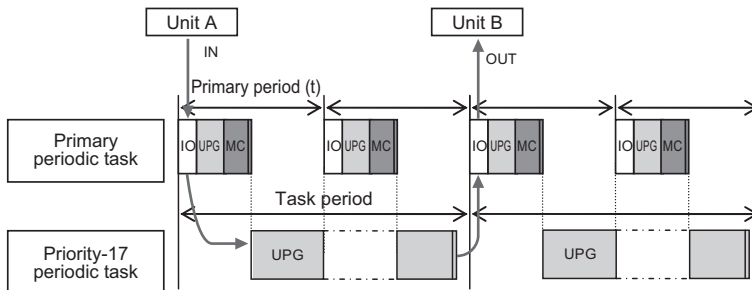 Unit A
Unit B
IN
OUT
Primary period (t)
Primary
periodic task
IO UPG MC
IO UPG MC
IO UPG MC
IO UPG MC
Task period
Priority-17
periodic task
UPG
UPG